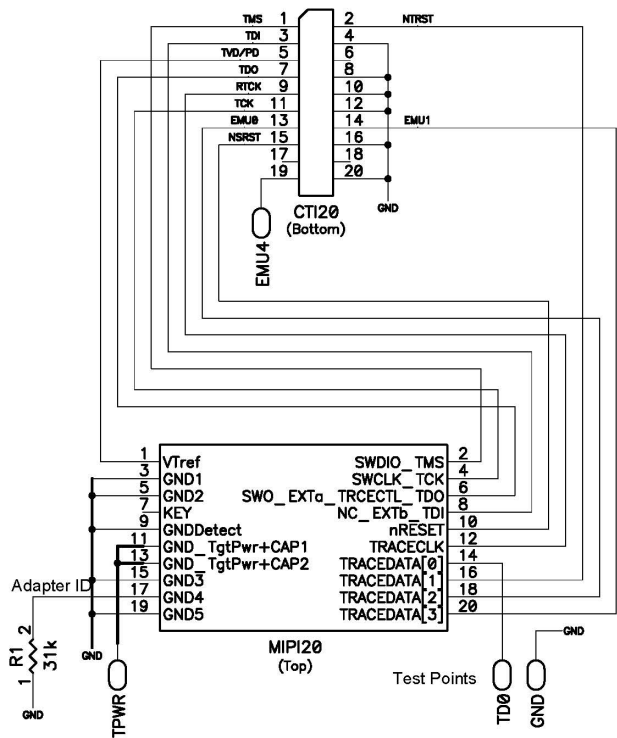 TMS 1 2 NTRST
TDI 3 4
TVD/PD 5 6
TDO 7 8
RTCK 9 10
TCK 11 12
EMU0 13 14 EMU1
NSRST 15 16
17 18
19 20
GND
CTI20
(Bottom)
EMU4
1 VTref SWDIO_TMS 2
3 GND1 SWCLK_TCK 4
5 GND2 SWO_EXTa_TRCECTL_TDO 6
7 KEY NC_EXTb_TDI 8
9 GNDDetect nRESET 10
11 GND_TgtPwr+CAP1 TRACECLK 12
13 GND_TgtPwr+CAP2 TRACEDATA[0] 14
15 GND3 TRACEDATA[1] 16
17 GND4 TRACEDATA[2] 18
19 GND5 TRACEDATA[3] 20
Adapter ID
MIPI20
(Top)
R1
31k
2
1
GND
GND
TPWR
Test Points
TD0
GND
GND